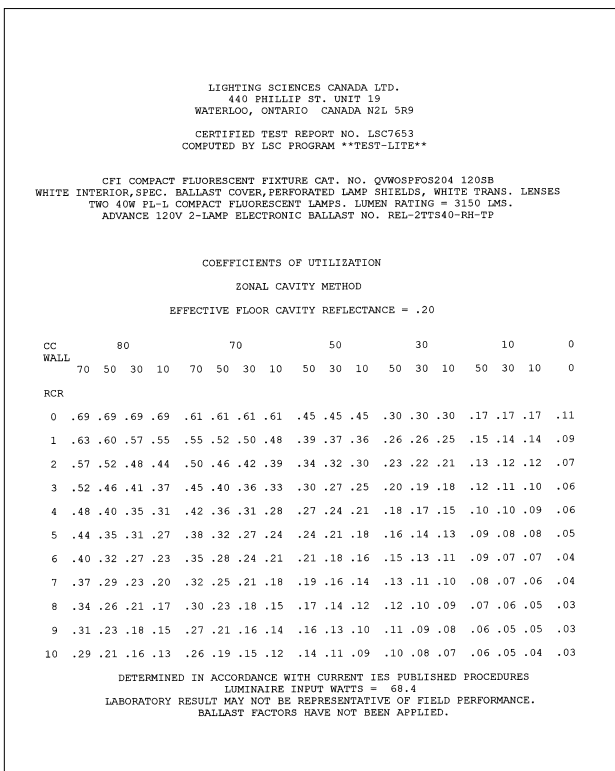 LIGHTING SCIENCES CANADA LTD.
440 PHILLIP ST. UNIT 19
WATERLOO, ONTARIO CANADA N2L 5R9
CERTIFIED TEST REPORT NO. LSC7653
COMPUTED BY LSC PROGRAM **TEST-LITE**
CFI COMPACT FLUORESCENT FIXTURE CAT. NO. QVWOSPFOS204 120SB
WHITE INTERIOR,SPEC. BALLAST COVER,PERFORATED LAMP SHIELDS, WHITE TRANS. LENSES
TWO 40W PL-L COMPACT FLUORESCENT LAMPS. LUMEN RATING = 3150 LMS.
ADVANCE 120V 2-LAMP ELECTRONIC BALLAST NO. REL-2TTS40-RH-TP
COEFFICIENTS OF UTILIZATION
ZONAL CAVITY METHOD
EFFECTIVE FLOOR CAVITY REFLECTANCE = .20
CC 80 70 50 30 10 0
WALL
70 50 30 10 70 50 30 10 50 30 10 50 30 10 50 30 10 0
RCR
0 .69 .69 .69 .69 .61 .61 .61 .61 .45 .45 .45 .30 .30 .30 .17 .17 .17 .11
1 .63 .60 .57 .55 .55 .52 .50 .48 .39 .37 .36 .26 .26 .25 .15 .14 .14 .09
2 .57 .52 .48 .44 .50 .46 .42 .39 .34 .32 .30 .23 .22 .21 .13 .12 .12 .07
3 .52 .46 .41 .37 .45 .40 .36 .33 .30 .27 .25 .20 .19 .18 .12 .11 .10 .06
4 .48 .40 .35 .31 .42 .36 .31 .28 .27 .24 .21 .18 .17 .15 .10 .10 .09 .06
5 .44 .35 .31 .27 .38 .32 .27 .24 .24 .21 .18 .16 .14 .13 .09 .08 .08 .05
6 .40 .32 .27 .23 .35 .28 .24 .21 .21 .18 .16 .15 .13 .11 .09 .07 .07 .04
7 .37 .29 .23 .20 .32 .25 .21 .18 .19 .16 .14 .13 .11 .10 .08 .07 .06 .04
8 .34 .26 .21 .17 .30 .23 .18 .15 .17 .14 .12 .12 .10 .09 .07 .06 .05 .03
9 .31 .23 .18 .15 .27 .21 .16 .14 .16 .13 .10 .11 .09 .08 .06 .05 .05 .03
10 .29 .21 .16 .13 .26 .19 .15 .12 .14 .11 .09 .10 .08 .07 .06 .05 .04 .03
DETERMINED IN ACCORDANCE WITH CURRENT IES PUBLISHED PROCEDURES
LUMINAIRE INPUT WATTS = 68.4
LABORATORY RESULT MAY NOT BE REPRESENTATIVE OF FIELD PERFORMANCE.
BALLAST FACTORS HAVE NOT BEEN APPLIED.